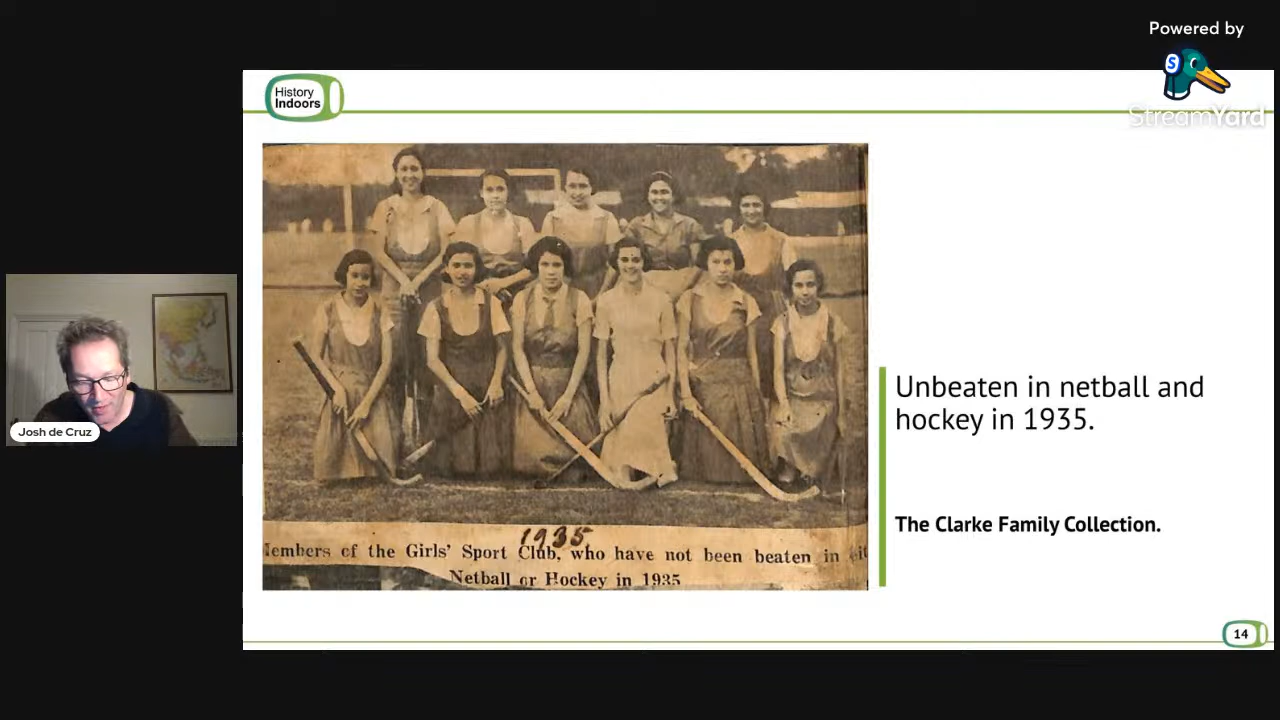 Powered by
StreamYard
History
Indoors
Unbeaten in netball and
hockey in 1935.
The Clarke Family Collection.
1935
of the Girls' Sport Club, who have not been beaten in
Netball or Hockey in 1935
Josh de Cruz
14